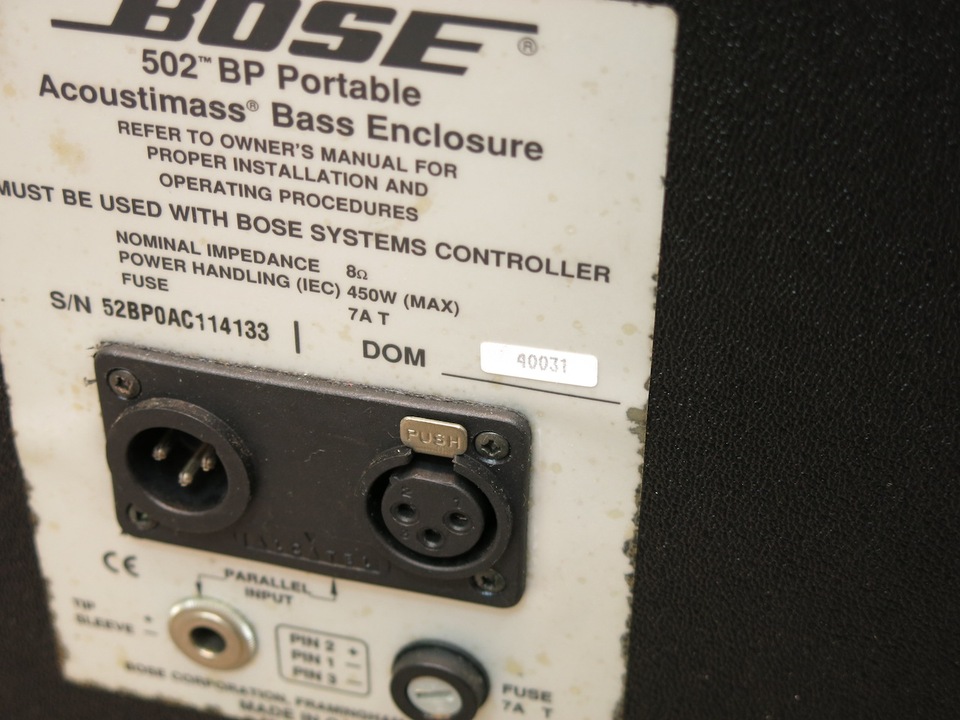 BOSE®
502™ BP Portable
Acoustimass® Bass Enclosure
REFER TO OWNER'S MANUAL FOR
PROPER INSTALLATION AND
OPERATING PROCEDURES
MUST BE USED WITH BOSE SYSTEMS CONTROLLER
NOMINAL IMPEDANCE 8Ω
POWER HANDLING (IEC) 450W (MAX)
FUSE 7A T
S/N 52BP0AC114133 DOM 40031
PUSH
CE
PARALLEL
INPUT
TIP +
SLEEVE –
PIN 2 +
PIN 1 –
PIN 3 –
FUSE
7A T
BOSE CORPORATION, FRAMINGHAM
MADE IN